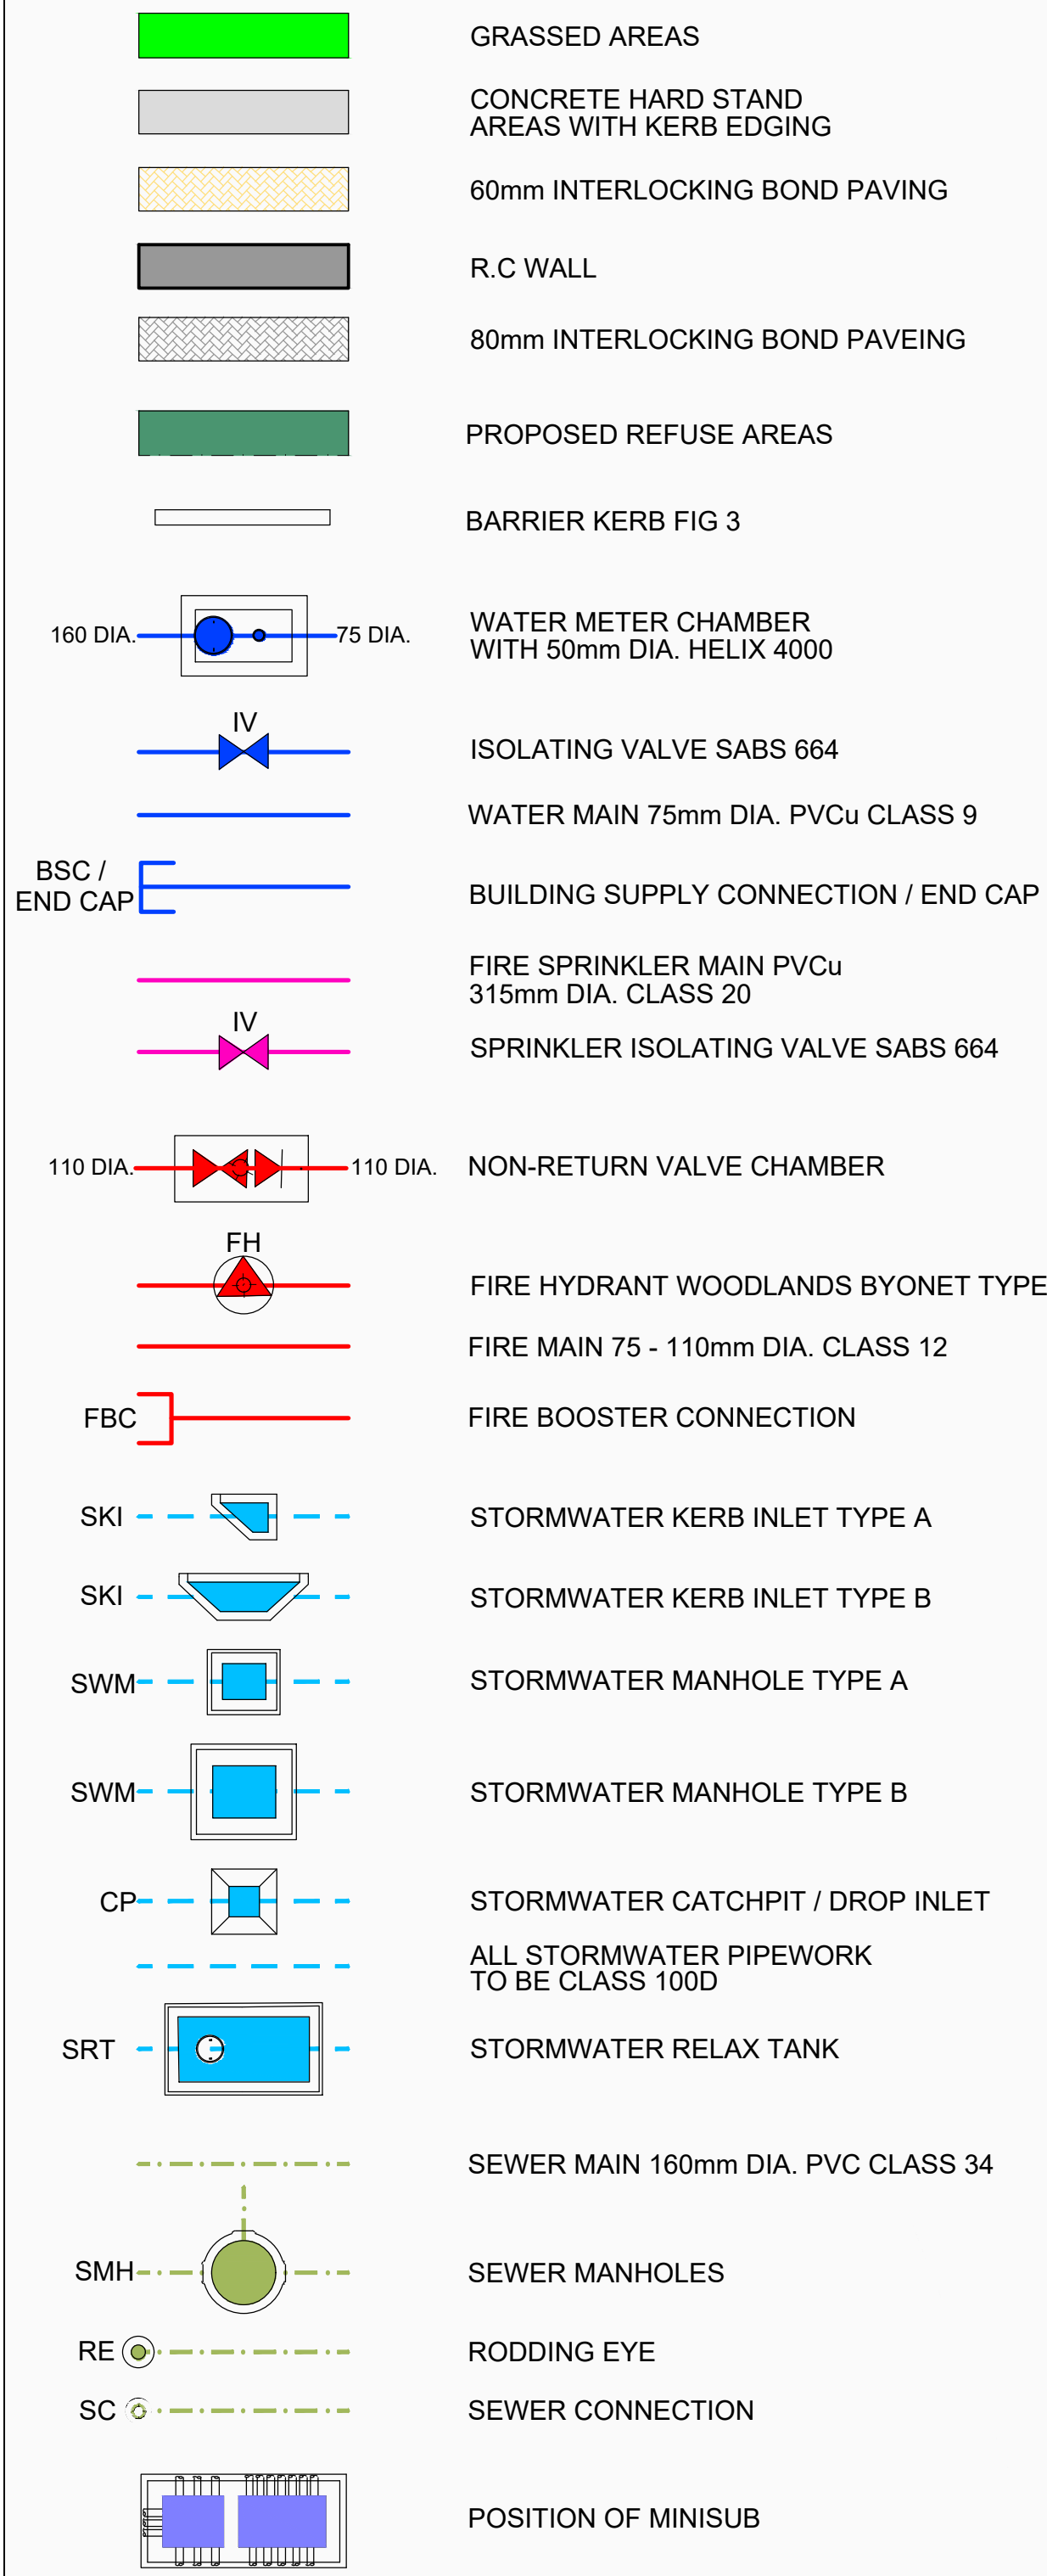 GRASSED AREAS
CONCRETE HARD STAND
AREAS WITH KERB EDGING
60mm INTERLOCKING BOND PAVING
R.C WALL
80mm INTERLOCKING BOND PAVEING
PROPOSED REFUSE AREAS
BARRIER KERB FIG 3
160 DIA. 75 DIA.
WATER METER CHAMBER
WITH 50mm DIA. HELIX 4000
IV
ISOLATING VALVE SABS 664
WATER MAIN 75mm DIA. PVCu CLASS 9
BSC /
END CAP
BUILDING SUPPLY CONNECTION / END CAP
FIRE SPRINKLER MAIN PVCu
315mm DIA. CLASS 20
IV
SPRINKLER ISOLATING VALVE SABS 664
110 DIA. 110 DIA. NON-RETURN VALVE CHAMBER
FH
FIRE HYDRANT WOODLANDS BYONET TYPE
FIRE MAIN 75 - 110mm DIA. CLASS 12
FBC FIRE BOOSTER CONNECTION
SKI STORMWATER KERB INLET TYPE A
SKI STORMWATER KERB INLET TYPE B
SWM STORMWATER MANHOLE TYPE A
SWM STORMWATER MANHOLE TYPE B
CP STORMWATER CATCHPIT / DROP INLET
ALL STORMWATER PIPEWORK
TO BE CLASS 100D
SRT STORMWATER RELAX TANK
SEWER MAIN 160mm DIA. PVC CLASS 34
SMH SEWER MANHOLES
RE RODDING EYE
SC SEWER CONNECTION
POSITION OF MINISUB